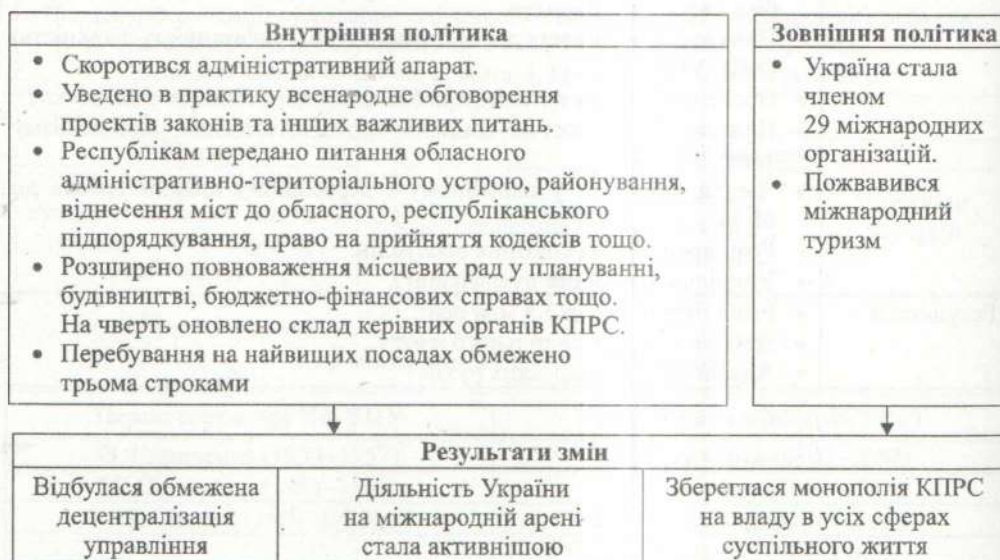 Внутрішня політика
• Скоротився адміністративний апарат.
• Уведено в практику всенародне обговорення
проектів законів та інших важливих питань.
• Республікам передано питання обласного
адміністративно-територіального устрою, районування,
віднесення міст до обласного, республіканського
підпорядкування, право на прийняття кодексів тощо.
• Розширено повноваження місцевих рад у плануванні,
будівництві, бюджетно-фінансових справах тощо.
На чверть оновлено склад керівних органів КПРС.
• Перебування на найвищих посадах обмежено
трьома строками
Зовнішня політика
• Україна стала
членом
29 міжнародних
організацій.
• Пожвавився
міжнародний
туризм
Результати змін
Відбулася обмежена
децентралізація
управління
Діяльність України
на міжнародній арені
стала активнішою
Збереглася монополія КПРС
на владу в усіх сферах
суспільного життя